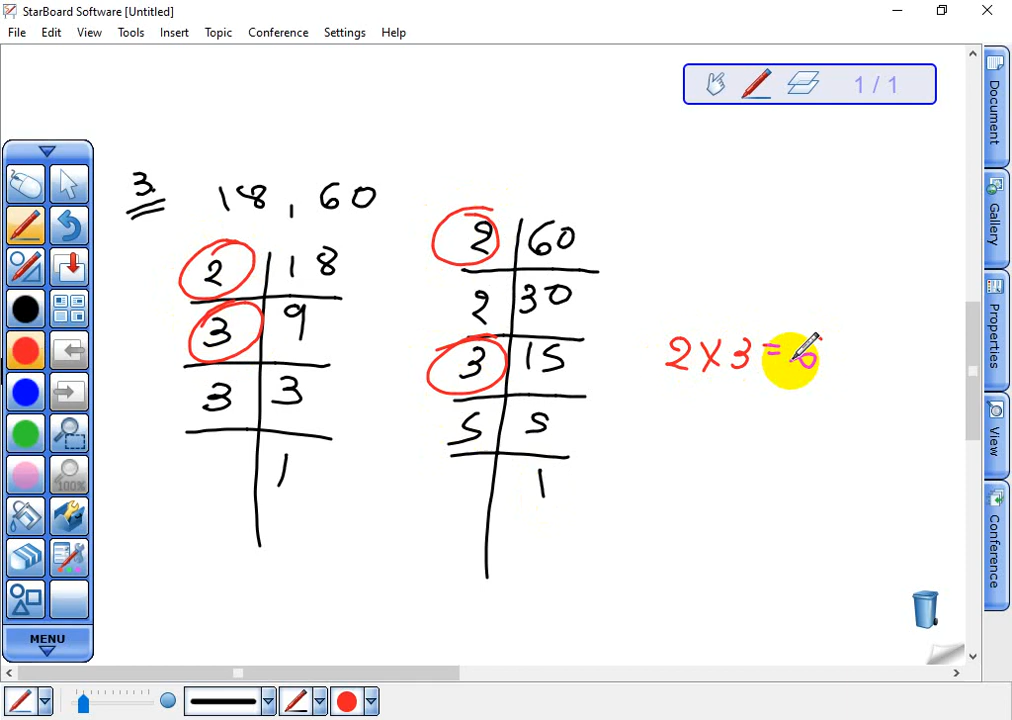 StarBoard Software [Untitled]
File Edit View Tools Insert Topic Conference Settings Help
1 / 1
Document
Gallery
Properties
View
Conference
100%
MENU
3. 18, 60
2 18
3 9
3 3
1
2 60
2 30
3 15
5 5
1
2 × 3 = 6